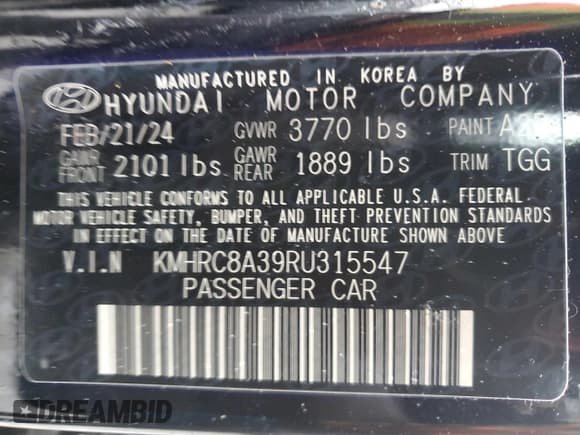 MANUFACTURED IN KOREA BY
HYUNDAI MOTOR COMPANY
FEB/21/24 GVWR 3770 lbs PAINT
GAWR FRONT 2101 lbs GAWR REAR 1889 lbs TRIM TGG
THIS VEHICLE CONFORMS TO ALL APPLICABLE U.S.A. FEDERAL
MOTOR VEHICLE SAFETY, BUMPER, AND THEFT PREVENTION STANDARDS
IN EFFECT ON THE DATE OF MANUFACTURE SHOWN ABOVE
V.I.N KMHRC8A39RU315547
PASSENGER CAR
DREAMBID